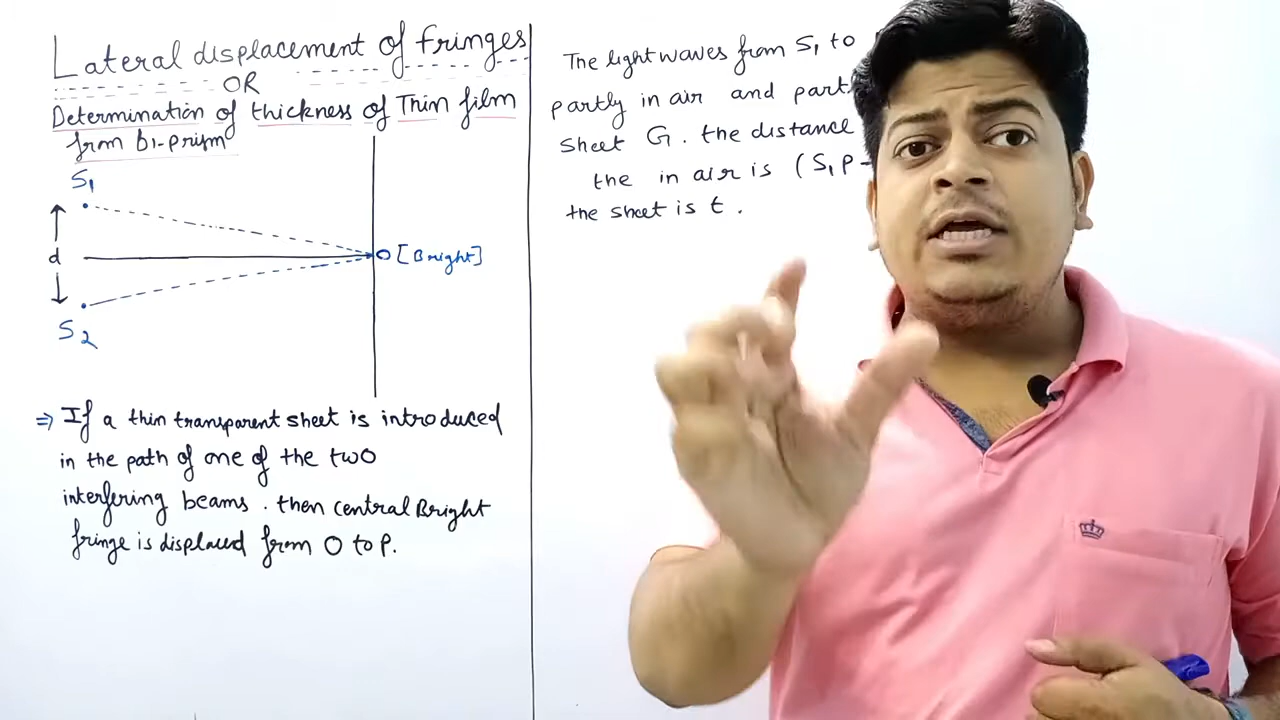 Lateral displacement of fringes
OR
Determination of thickness of Thin film
from bi-prism
S1
d
O [Bright]
S2
⇒ If a thin transparent sheet is introduced
in the path of one of the two
interfering beams . then central Bright
fringe is displaced from O to P.
The light waves from S1 to
partly in air and part
sheet G. the distance
the in air is (S1P-
the sheet is t .